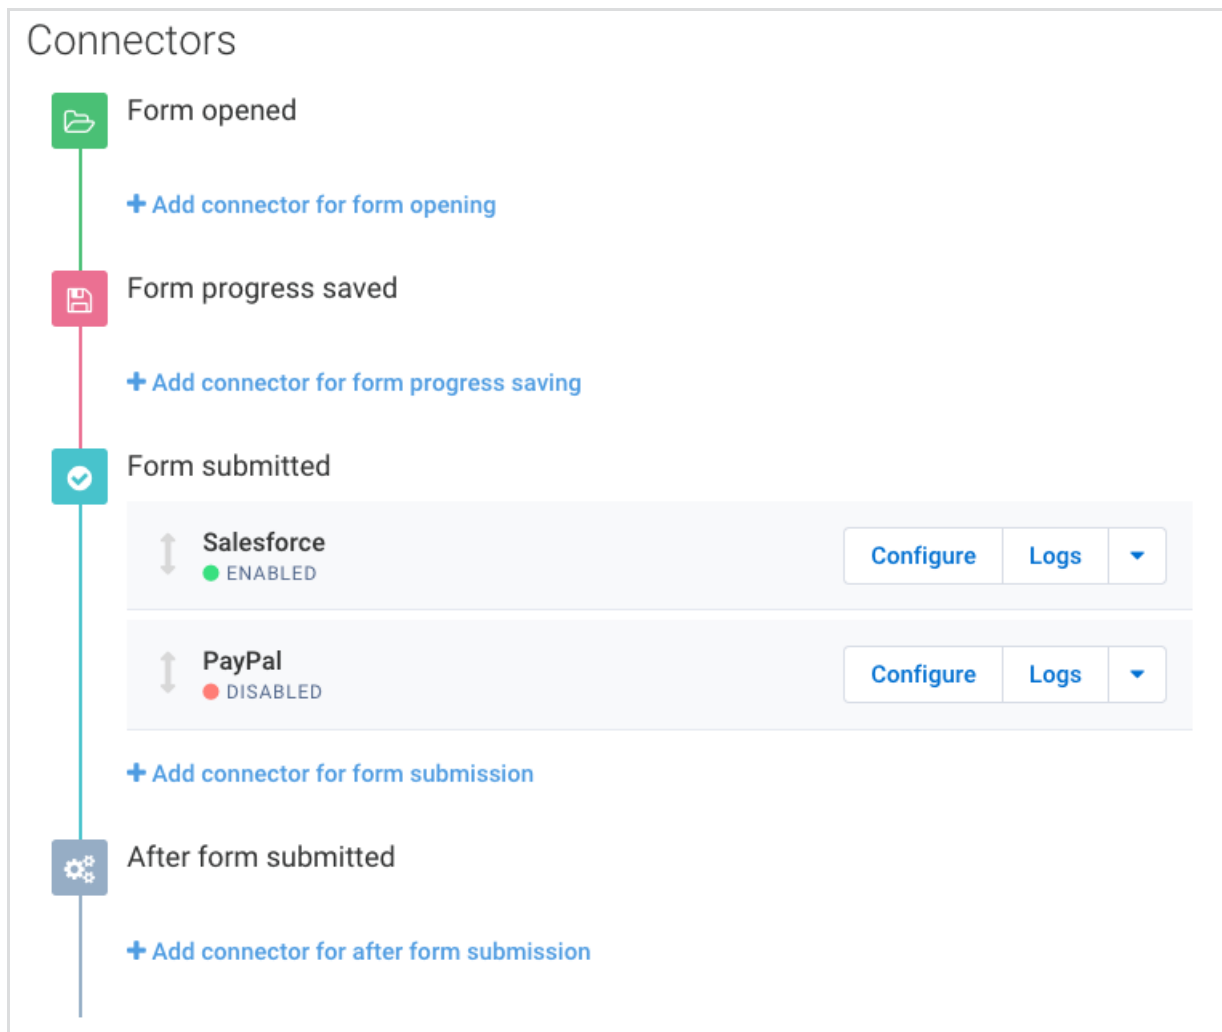 Connectors
Form opened
Add connector for form opening
Form progress saved
Add connector for form progress saving
Form submitted
Salesforce
ENABLED
Configure
Logs
PayPal
DISABLED
Configure
Logs
Add connector for form submission
After form submitted
Add connector for after form submission